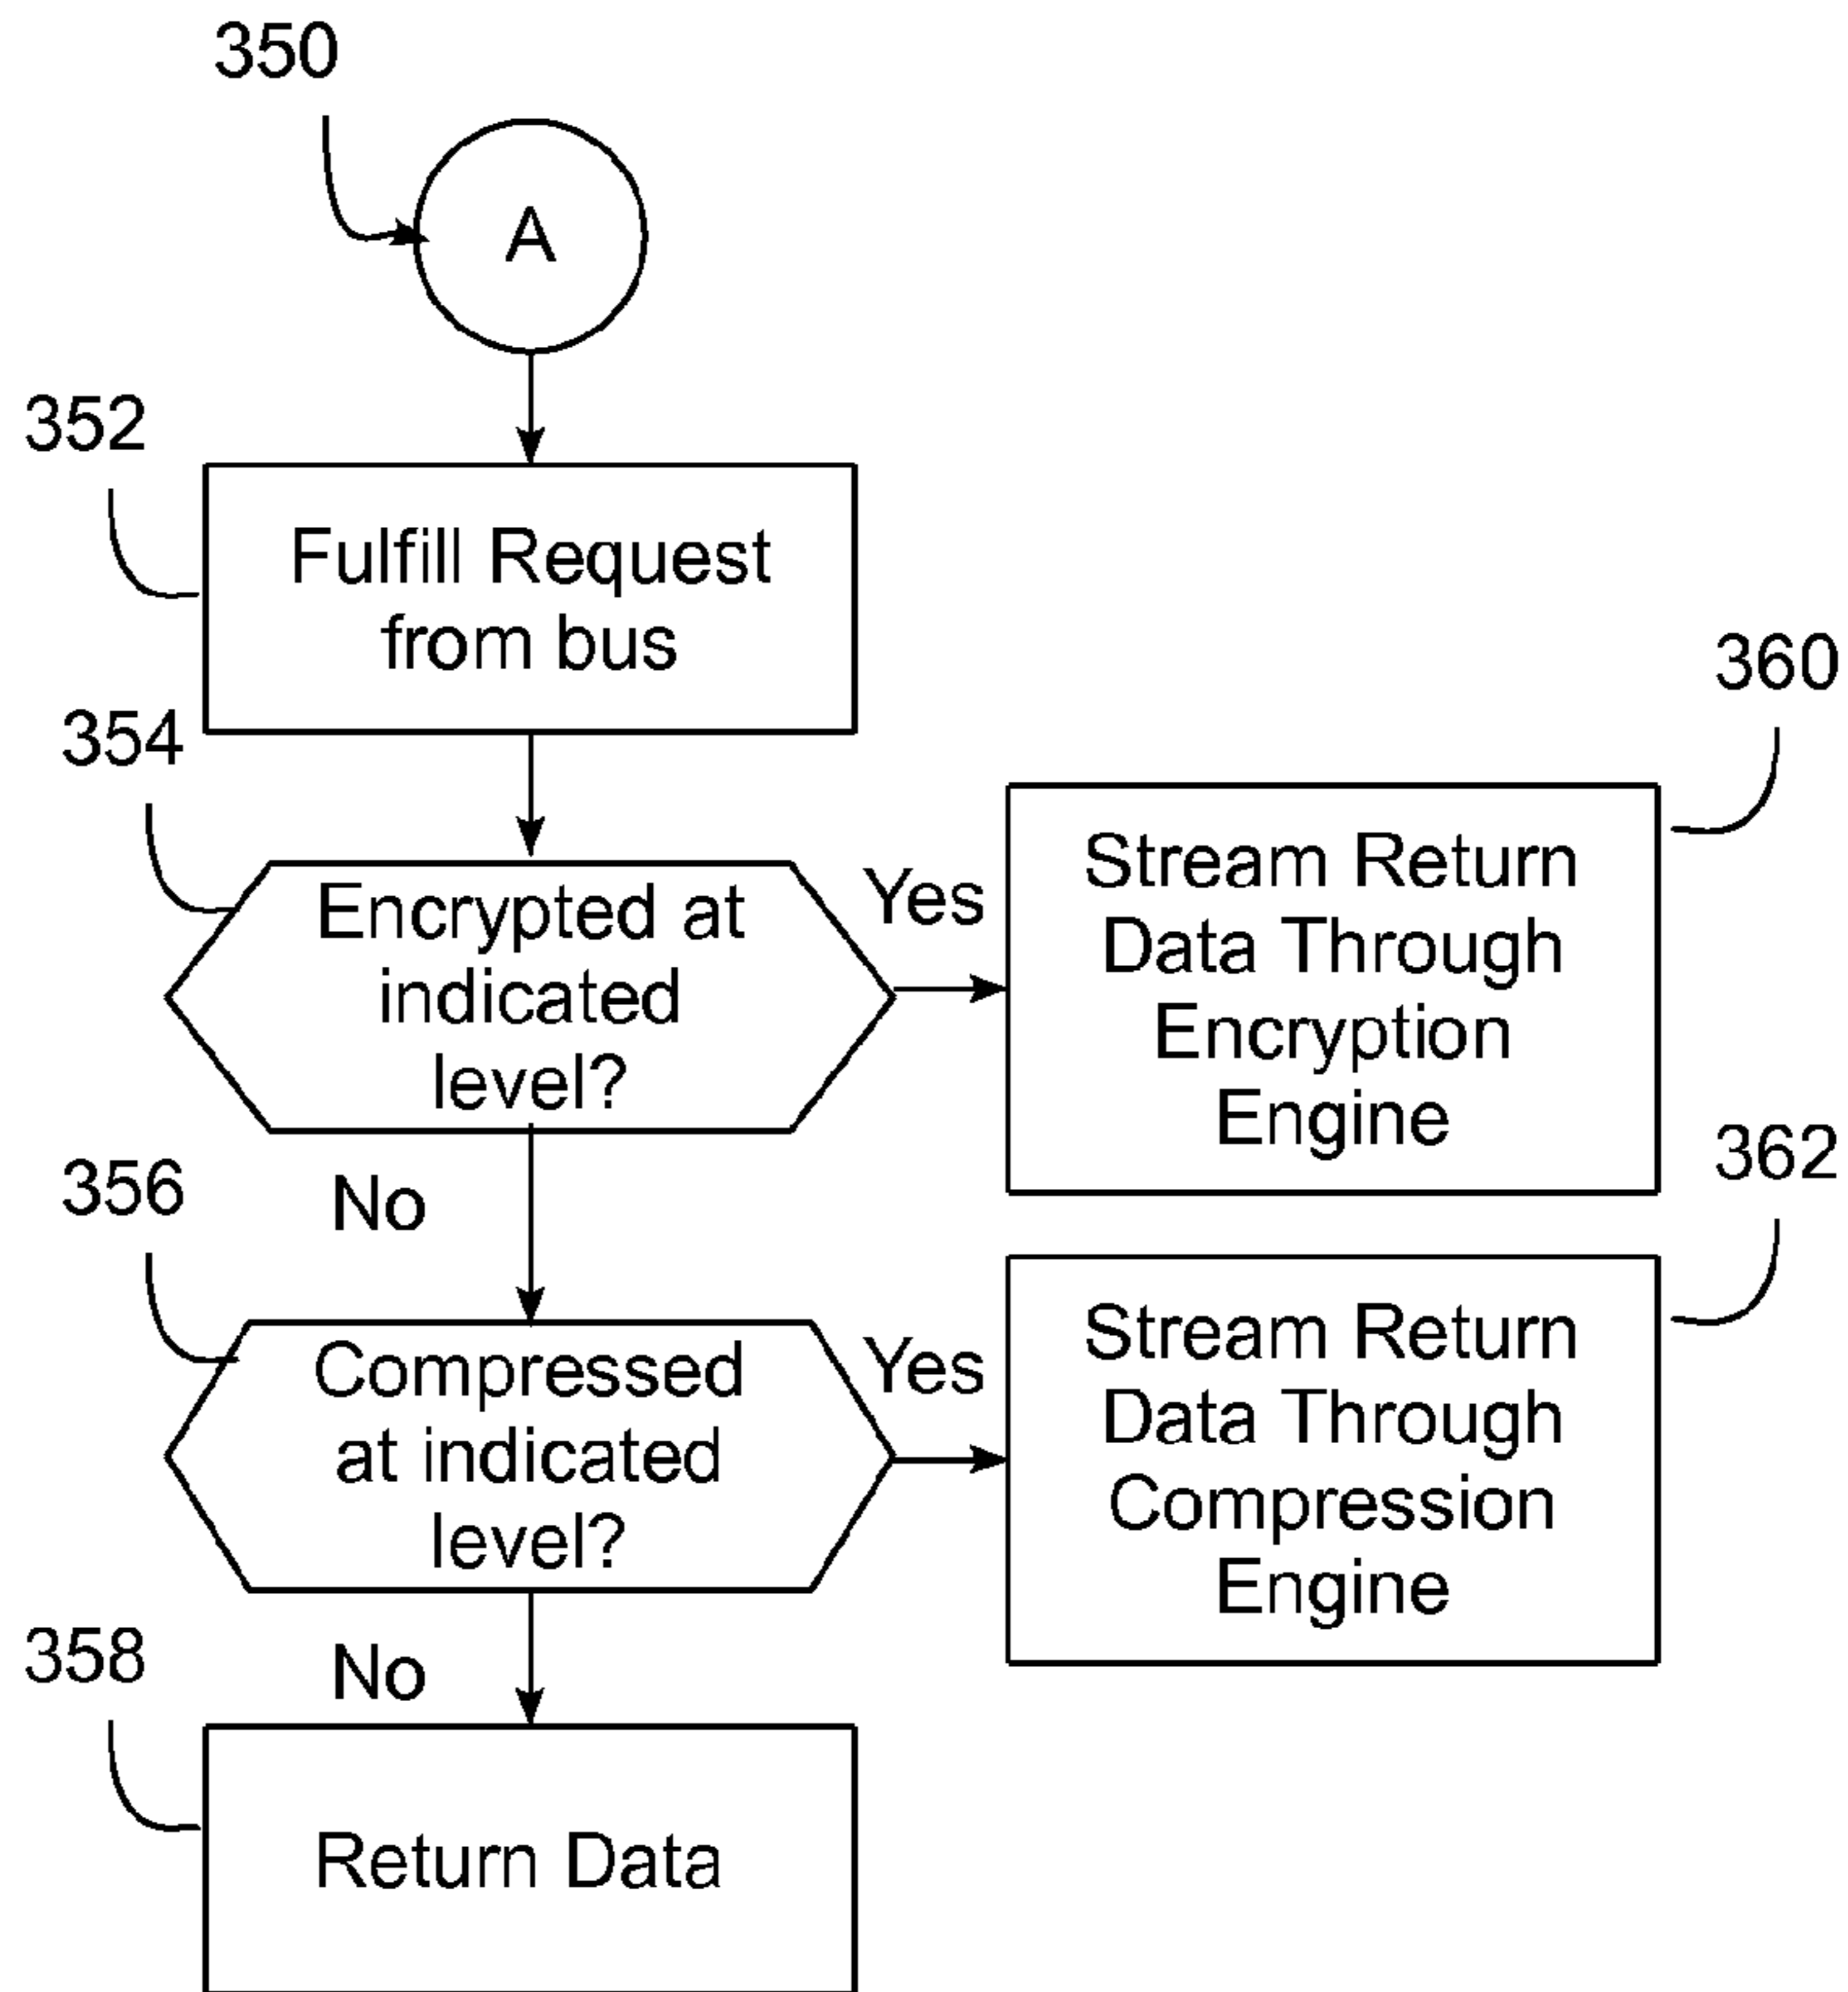 350
A
352
Fulfill Request
from bus
354
Encrypted at
indicated
level?
Yes
360
Stream Return
Data Through
Encryption
Engine
No
356
Compressed
at indicated
level?
Yes
362
Stream Return
Data Through
Compression
Engine
No
358
Return Data